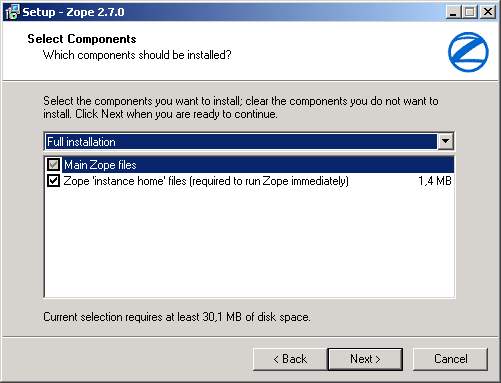 Setup - Zope 2.7.0
Select Components
Which components should be installed?
Select the components you want to install; clear the components you do not want to
install. Click Next when you are ready to continue.
Full installation
Main Zope files
Zope 'instance home' files (required to run Zope immediately) 1,4 MB
Current selection requires at least 30,1 MB of disk space.
< Back Next > Cancel